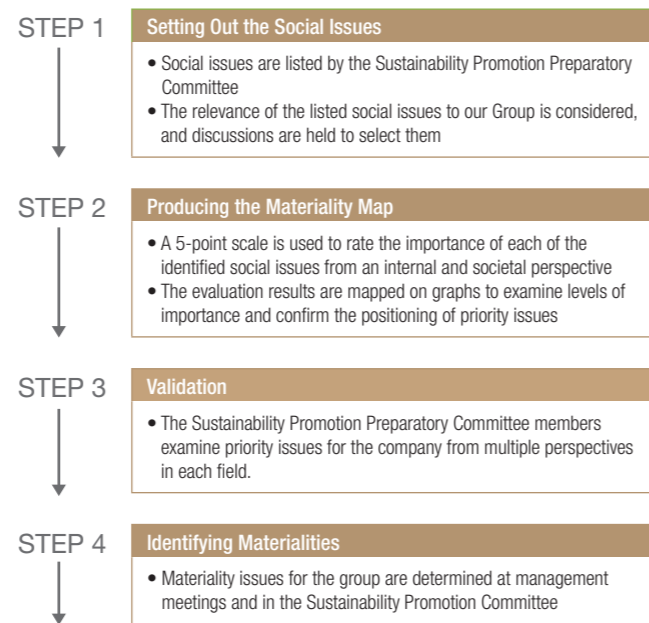 STEP 1
Setting Out the Social Issues
• Social issues are listed by the Sustainability Promotion Preparatory
Committee
• The relevance of the listed social issues to our Group is considered,
and discussions are held to select them
STEP 2
Producing the Materiality Map
• A 5-point scale is used to rate the importance of each of the
identified social issues from an internal and societal perspective
• The evaluation results are mapped on graphs to examine levels of
importance and confirm the positioning of priority issues
STEP 3
Validation
• The Sustainability Promotion Preparatory Committee members
examine priority issues for the company from multiple perspectives
in each field.
STEP 4
Identifying Materialities
• Materiality issues for the group are determined at management
meetings and in the Sustainability Promotion Committee